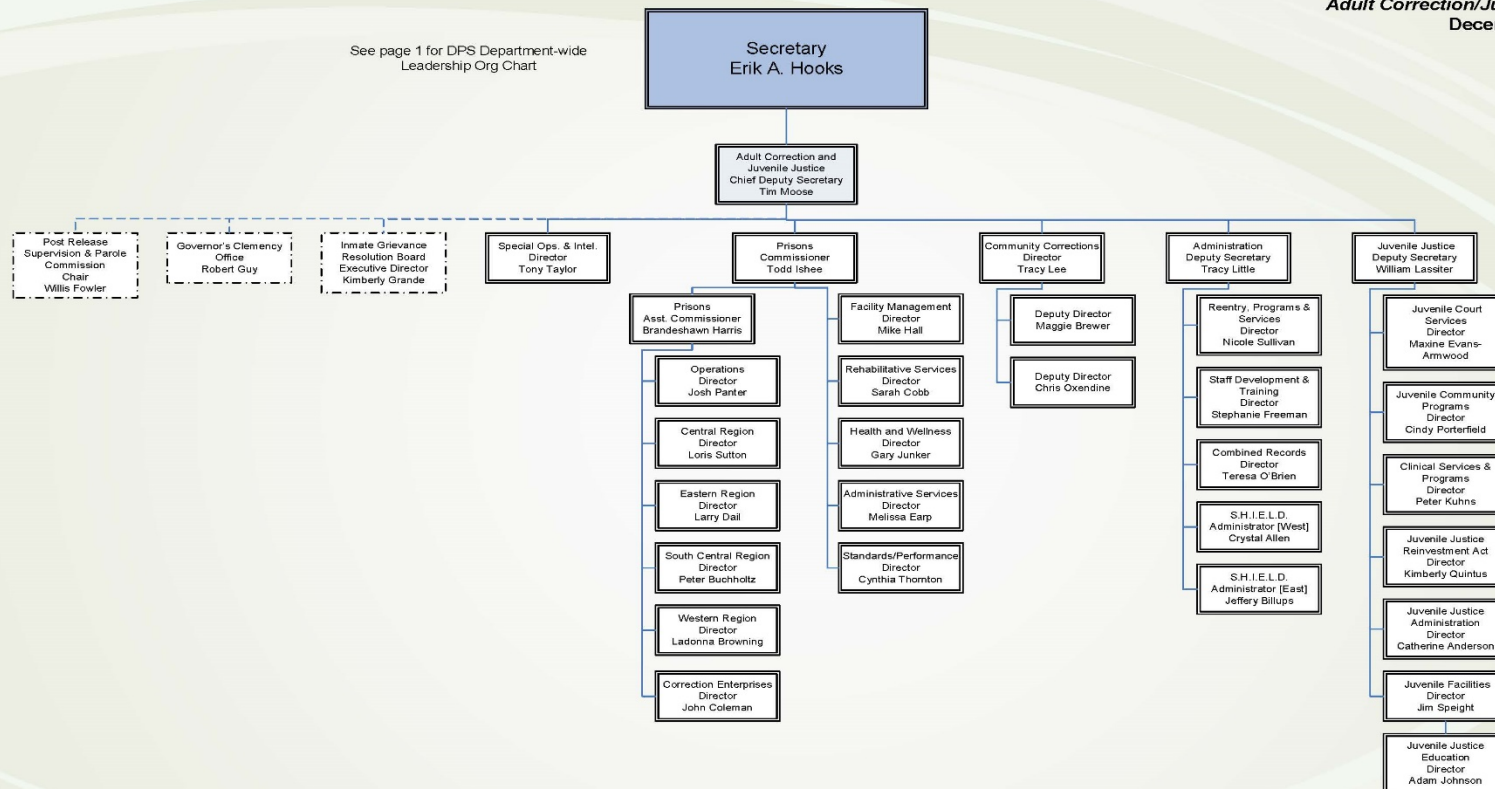 Adult Correction/Ju
Decem
See page 1 for DPS Department-wide
Leadership Org Chart
Secretary
Erik A. Hooks
Adult Correction and
Juvenile Justice
Chief Deputy Secretary
Tim Moose
Post Release
Supervision & Parole
Commission
Chair
Willis Fowler
Governor's Clemency
Office
Robert Guy
Inmate Grievance
Resolution Board
Executive Director
Kimberly Grande
Special Ops. & Intel.
Director
Tony Taylor
Prisons
Commissioner
Todd Ishee
Community Corrections
Director
Tracy Lee
Administration
Deputy Secretary
Tracy Little
Juvenile Justice
Deputy Secretary
William Lassiter
Prisons
Asst. Commissioner
Brandeshawn Harris
Operations
Director
Josh Panter
Central Region
Director
Loris Sutton
Eastern Region
Director
Larry Dail
South Central Region
Director
Peter Buchholtz
Western Region
Director
Ladonna Browning
Correction Enterprises
Director
John Coleman
Facility Management
Director
Mike Hall
Rehabilitative Services
Director
Sarah Cobb
Health and Wellness
Director
Gary Junker
Administrative Services
Director
Melissa Earp
Standards/Performance
Director
Cynthia Thornton
Deputy Director
Maggie Brewer
Deputy Director
Chris Oxendine
Reentry, Programs &
Services
Director
Nicole Sullivan
Staff Development &
Training
Director
Stephanie Freeman
Combined Records
Director
Teresa O'Brien
S.H.I.E.L.D.
Administrator [West]
Crystal Allen
S.H.I.E.L.D.
Administrator [East]
Jeffery Billups
Juvenile Court
Services
Director
Maxine Evans-
Armwood
Juvenile Community
Programs
Director
Cindy Porterfield
Clinical Services &
Programs
Director
Peter Kuhns
Juvenile Justice
Reinvestment Act
Director
Kimberly Quintus
Juvenile Justice
Administration
Director
Catherine Anderson
Juvenile Facilities
Director
Jim Speight
Juvenile Justice
Education
Director
Adam Johnson